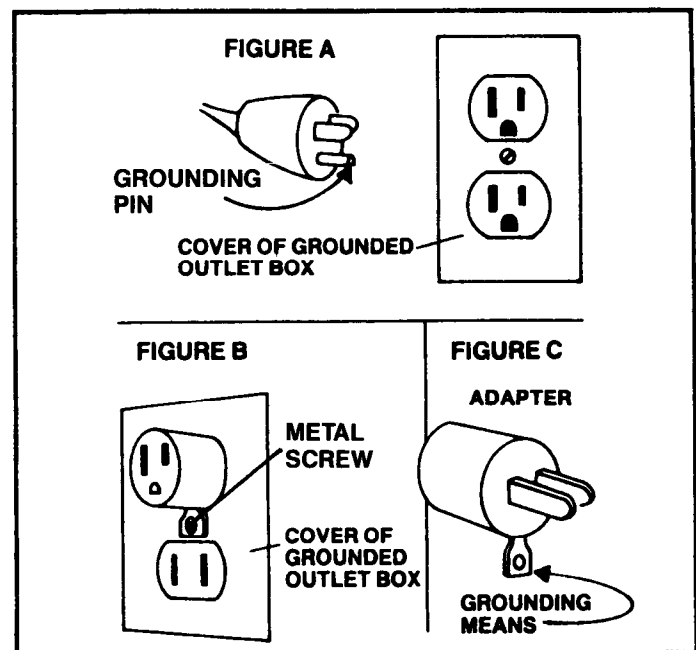 FIGURE A
GROUNDING
PIN
COVER OF GROUNDED
OUTLET BOX
FIGURE B
METAL
SCREW
COVER OF
GROUNDED
OUTLET BOX
FIGURE C
ADAPTER
GROUNDING
MEANS